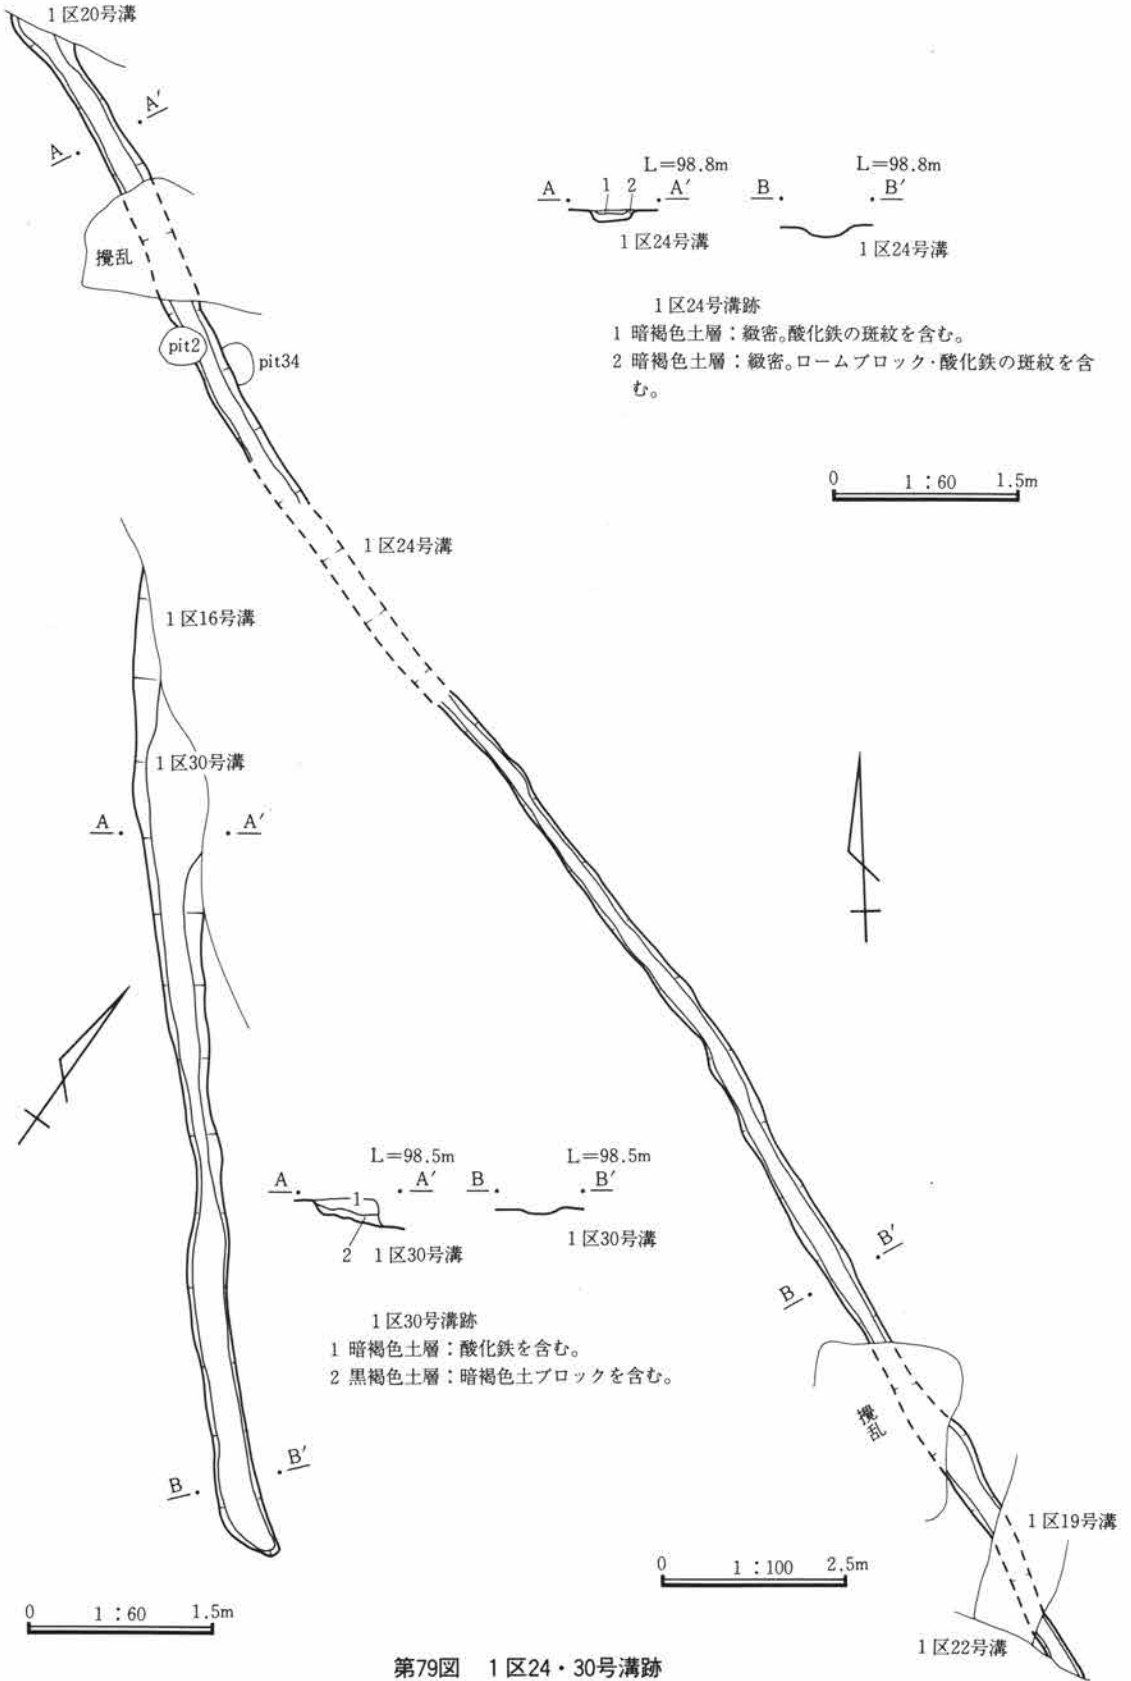 1区20号溝
A A′
攪乱
pit2
pit34
L=98.8m L=98.8m
A 1 2 A′ B B′
1区24号溝 1区24号溝
1区24号溝跡
1 暗褐色土層：緻密。酸化鉄の斑紋を含む。
2 暗褐色土層：緻密。ロームブロック・酸化鉄の斑紋を含
む。
0 1：60 1.5m
1区24号溝
1区16号溝
1区30号溝
A A′
L=98.5m L=98.5m
A 1 A′ B B′
2 1区30号溝 1区30号溝
1区30号溝跡
1 暗褐色土層：酸化鉄を含む。
2 黒褐色土層：暗褐色土ブロックを含む。
B B′
B B′
攪乱
1区19号溝
0 1：100 2.5m
0 1：60 1.5m
1区22号溝
第79図 1区24・30号溝跡